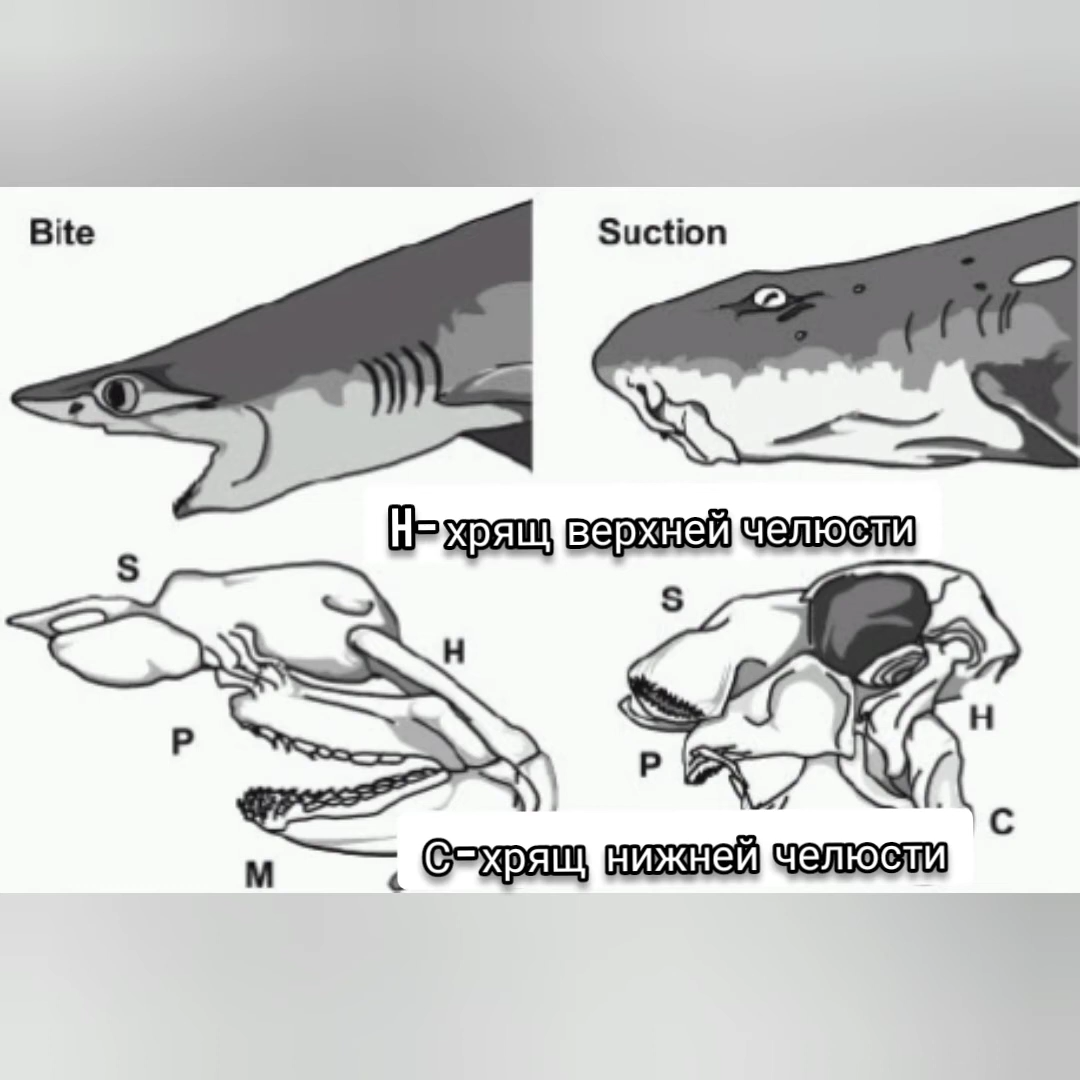 Bite
Suction
H- хрящ верхней челюсти
S
H
P
M
S
H
P
C
C-хрящ нижней челюсти